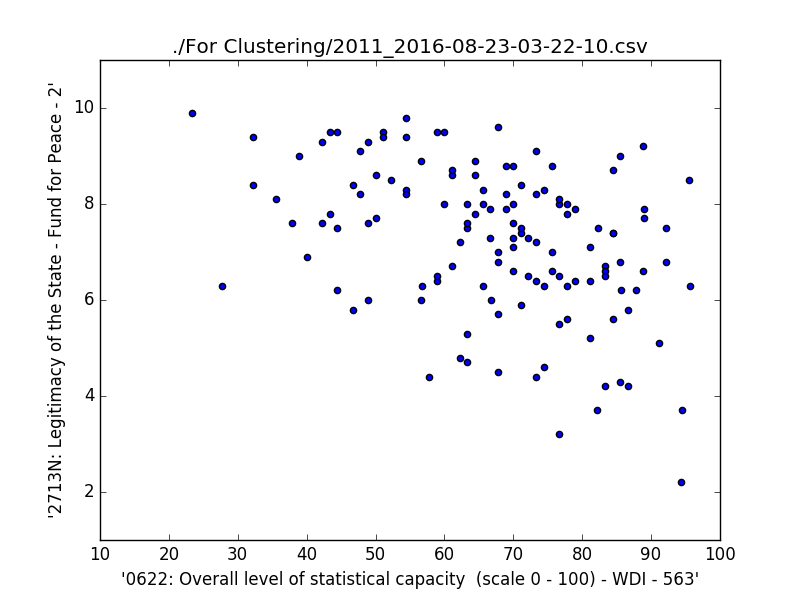 ./For Clustering/2011_2016-08-23-03-22-10.csv
'2713N: Legitimacy of the State - Fund for Peace - 2'
10
8
6
4
2
10 20 30 40 50 60 70 80 90 100
'0622: Overall level of statistical capacity  (scale 0 - 100) - WDI - 563'